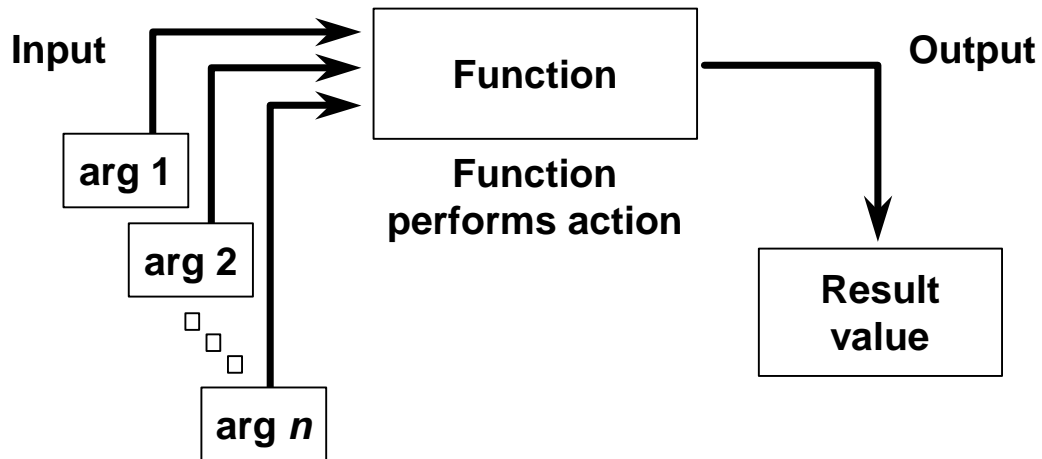 Input
Function
Output
arg 1
Function
performs action
arg 2
Result
value
arg n